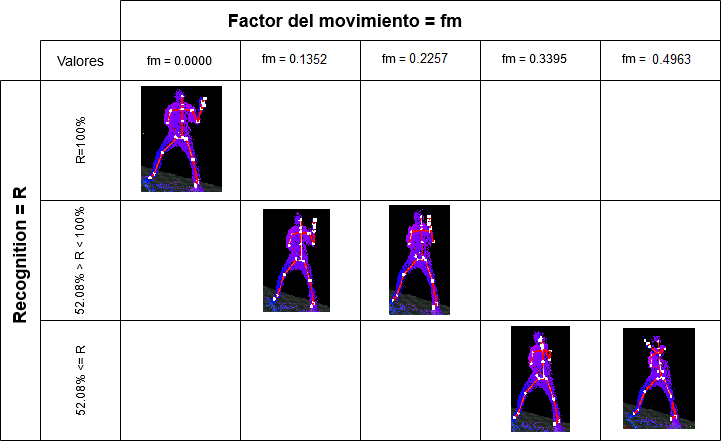 Factor del movimiento = fm
Valores
fm = 0.0000
fm = 0.1352
fm = 0.2257
fm = 0.3395
fm = 0.4963
Recognition = R
R=100%
52.08% > R < 100%
52.08% <= R